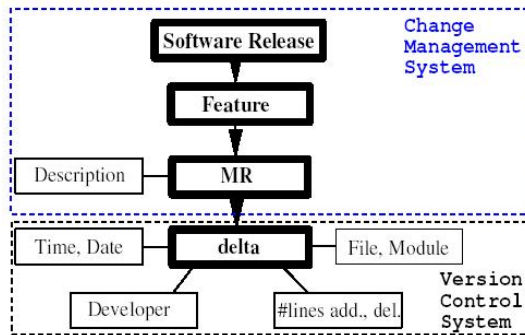 Software Release
Change
Management
System
Feature
Description
MR
Time, Date
delta
File, Module
Developer
#lines add., del.
Version
Control
System